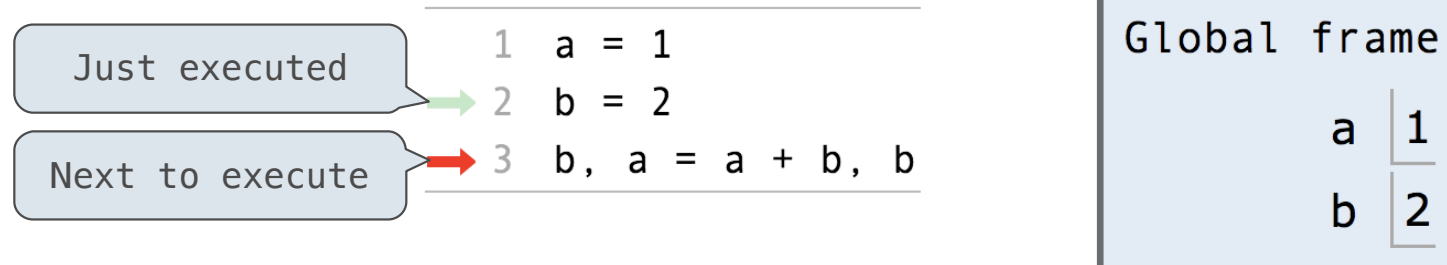 Just executed
Next to execute
1 a = 1
2 b = 2
3 b, a = a + b, b
Global frame
a 1
b 2